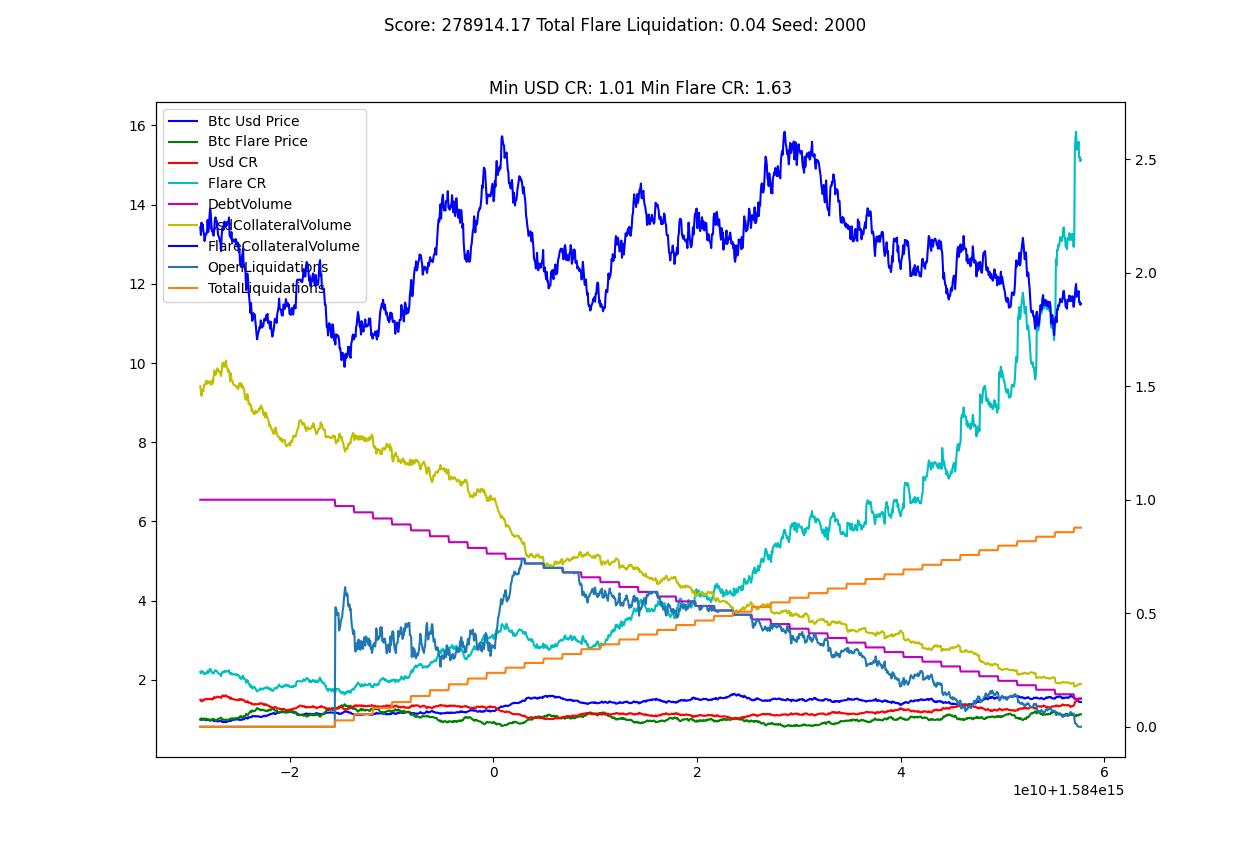 Score: 278914.17 Total Flare Liquidation: 0.04 Seed: 2000
Min USD CR: 1.01 Min Flare CR: 1.63
Btc Usd Price
Btc Flare Price
Usd CR
Flare CR
DebtVolume
UsdCollateralVolume
FlareCollateralVolume
OpenLiquidations
TotalLiquidations
16
14
12
10
8
6
4
2
2.5
2.0
1.5
1.0
0.5
0.0
−2
0
2
4
6
1e10+1.584e15